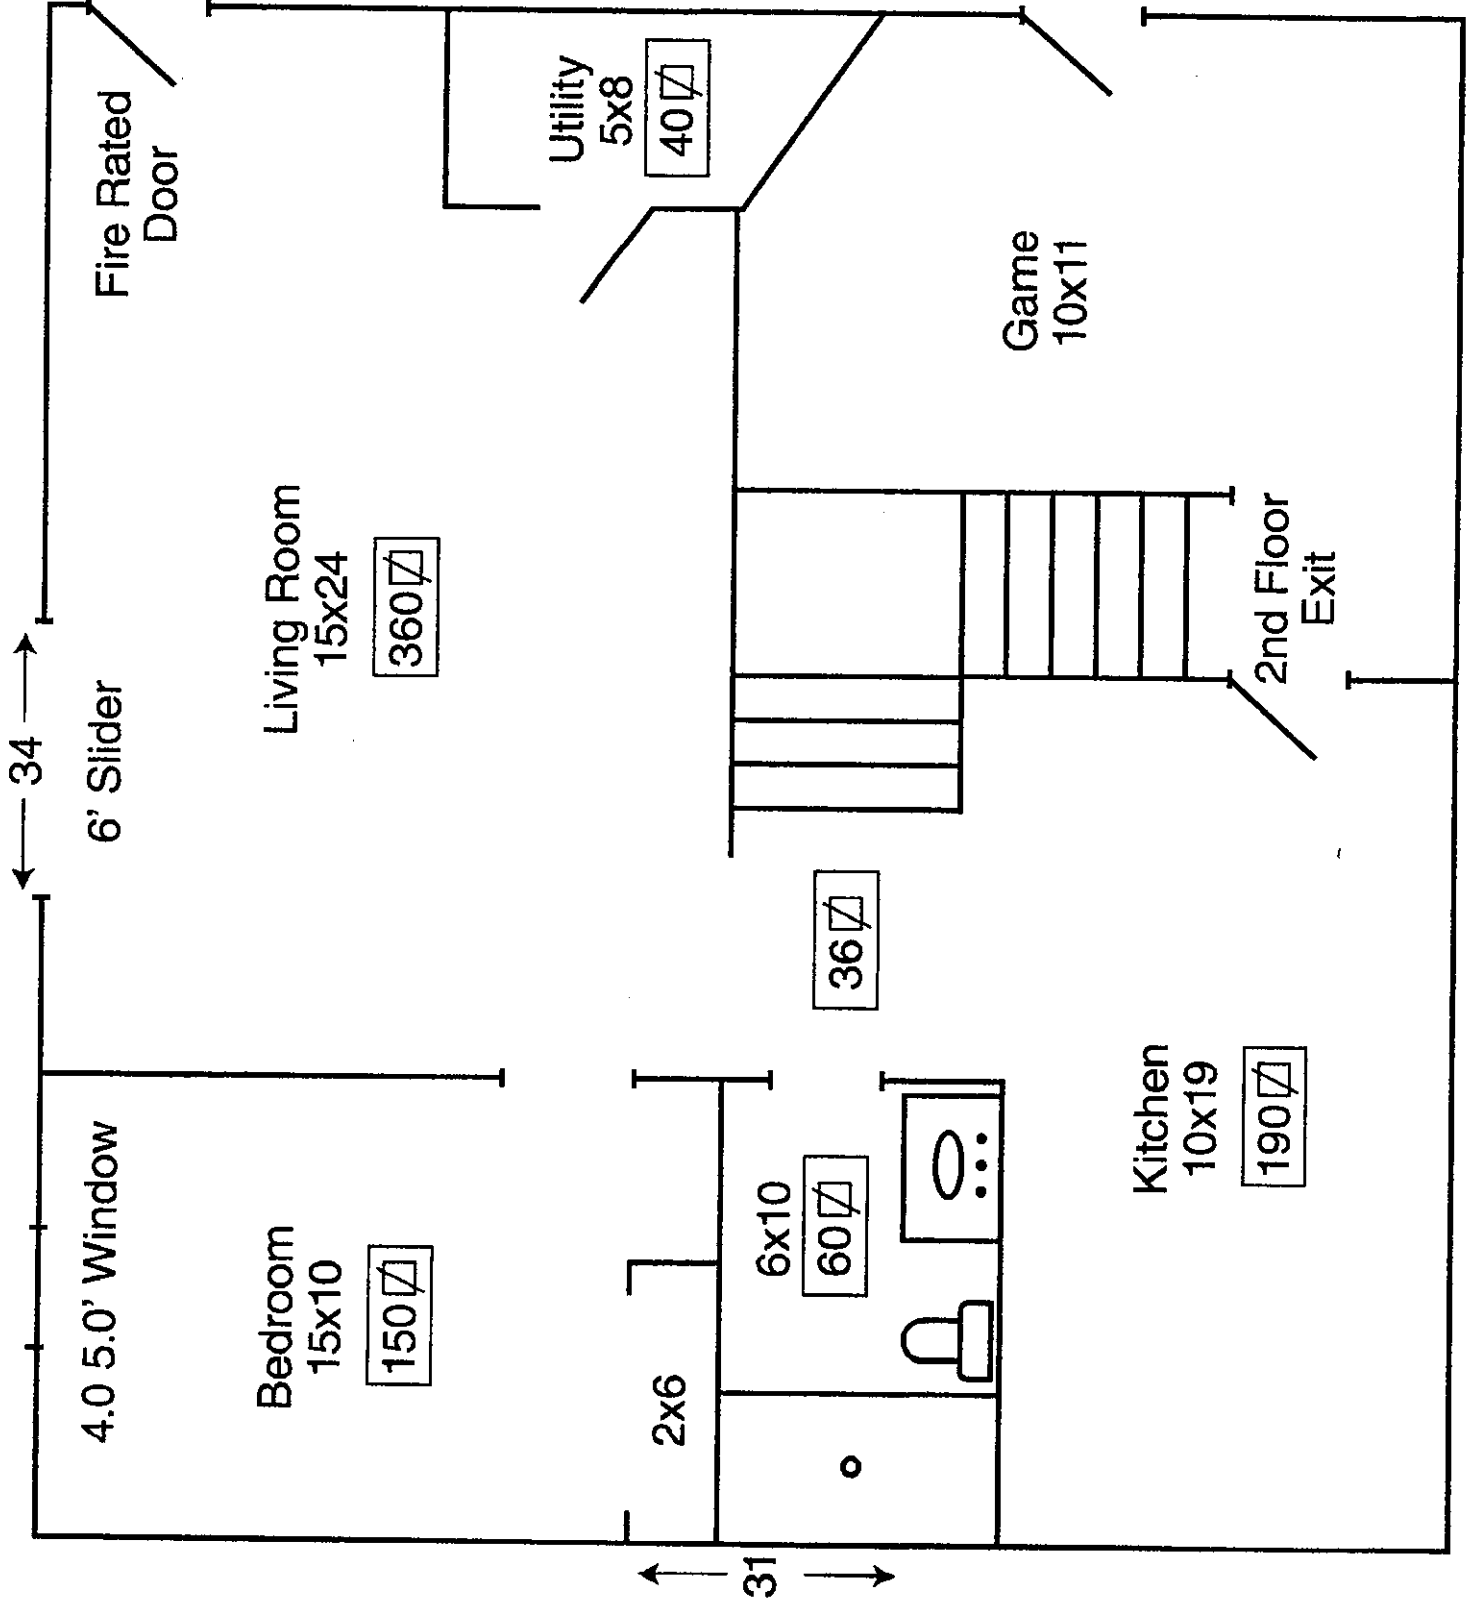 34
4.0 5.0' Window
6' Slider
Fire Rated
Door
Bedroom
15x10
150
Living Room
15x24
360
Utility
5x8
40
2x6
31
6x10
60
36
Game
10x11
Kitchen
10x19
190
2nd Floor
Exit